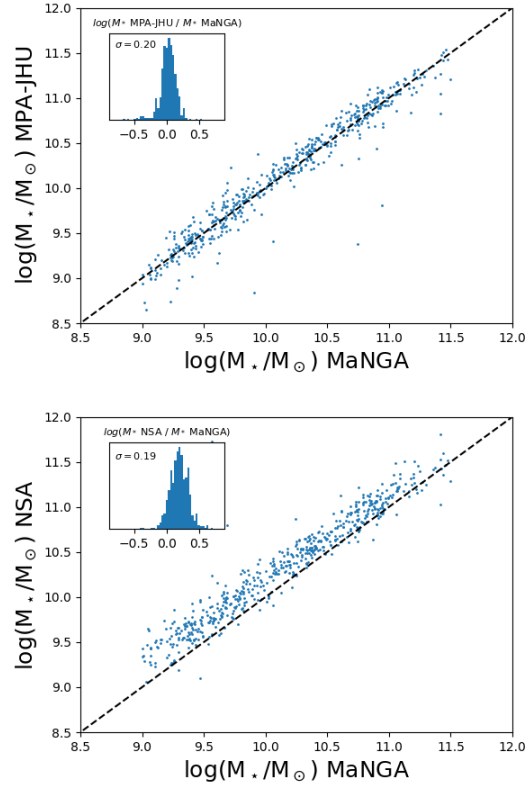 log(M⋆ MPA-JHU / M⋆ MaNGA)
σ=0.20
−0.5 0.0 0.5
12.0
11.5
11.0
10.5
10.0
9.5
9.0
8.5
log(M⋆/M⊙) MPA-JHU
8.5 9.0 9.5 10.0 10.5 11.0 11.5 12.0
log(M⋆/M⊙) MaNGA
log(M⋆ NSA / M⋆ MaNGA)
σ=0.19
−0.5 0.0 0.5
12.0
11.5
11.0
10.5
10.0
9.5
9.0
8.5
log(M⋆/M⊙) NSA
8.5 9.0 9.5 10.0 10.5 11.0 11.5 12.0
log(M⋆/M⊙) MaNGA